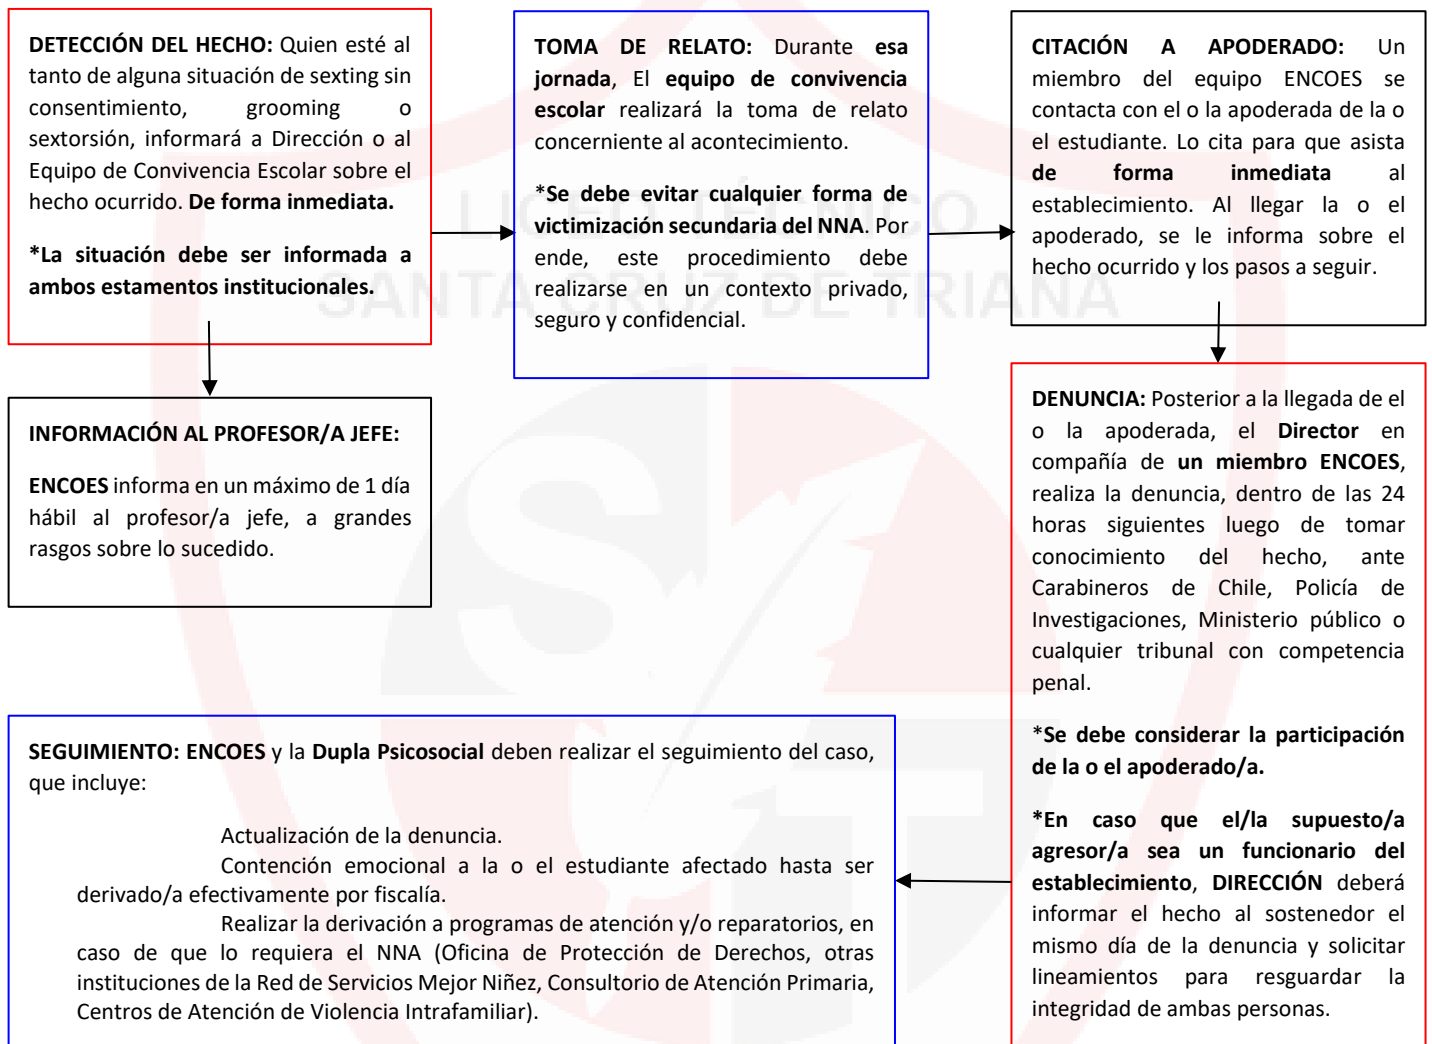 DETECCIÓN DEL HECHO: Quien esté al
tanto de alguna situación de sexting sin
consentimiento, grooming o
sextorsión, informará a Dirección o al
Equipo de Convivencia Escolar sobre el
hecho ocurrido. De forma inmediata.
*La situación debe ser informada a
ambos estamentos institucionales.
TOMA DE RELATO: Durante esa
jornada, El equipo de convivencia
escolar realizará la toma de relato
concerniente al acontecimiento.
*Se debe evitar cualquier forma de
victimización secundaria del NNA. Por
ende, este procedimiento debe
realizarse en un contexto privado,
seguro y confidencial.
CITACIÓN A APODERADO: Un
miembro del equipo ENCOES se
contacta con el o la apoderada de la o
el estudiante. Lo cita para que asista
de forma inmediata al
establecimiento. Al llegar la o el
apoderado, se le informa sobre el
hecho ocurrido y los pasos a seguir.
INFORMACIÓN AL PROFESOR/A JEFE:
ENCOES informa en un máximo de 1 día
hábil al profesor/a jefe, a grandes
rasgos sobre lo sucedido.
DENUNCIA: Posterior a la llegada de el
o la apoderada, el Director en
compañía de un miembro ENCOES,
realiza la denuncia, dentro de las 24
horas siguientes luego de tomar
conocimiento del hecho, ante
Carabineros de Chile, Policía de
Investigaciones, Ministerio público o
cualquier tribunal con competencia
penal.
*Se debe considerar la participación
de la o el apoderado/a.
*En caso que el/la supuesto/a
agresor/a sea un funcionario del
establecimiento, DIRECCIÓN deberá
informar el hecho al sostenedor el
mismo día de la denuncia y solicitar
lineamientos para resguardar la
integridad de ambas personas.
SEGUIMIENTO: ENCOES y la Dupla Psicosocial deben realizar el seguimiento del caso,
que incluye:
Actualización de la denuncia.
Contención emocional a la o el estudiante afectado hasta ser
derivado/a efectivamente por fiscalía.
Realizar la derivación a programas de atención y/o reparatorios, en
caso de que lo requiera el NNA (Oficina de Protección de Derechos, otras
instituciones de la Red de Servicios Mejor Niñez, Consultorio de Atención Primaria,
Centros de Atención de Violencia Intrafamiliar).
LICEO TÉCNICO
SANTA CRUZ DE TRIANA
S
T